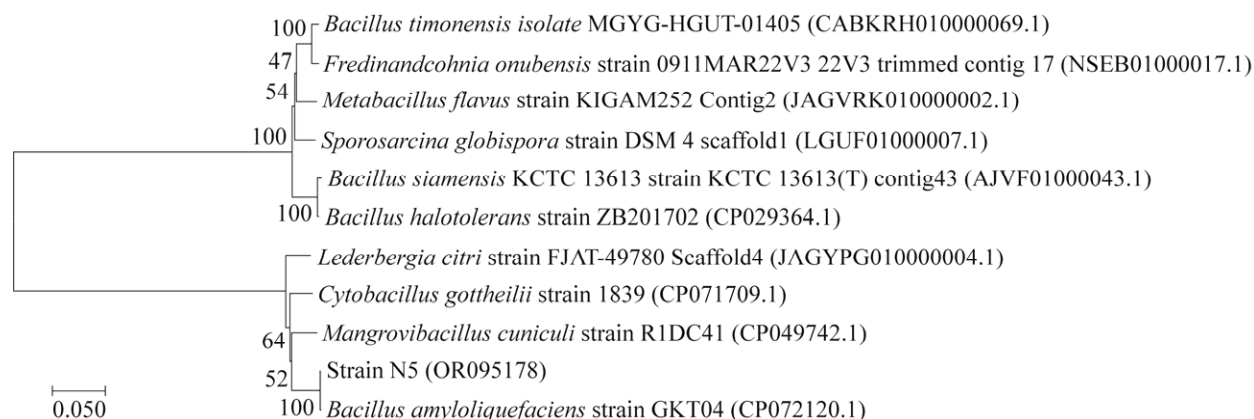 100 Bacillus timonensis isolate MGYG-HGUT-01405 (CABKRH010000069.1)
47 Fredinandcohnia onubensis strain 0911MAR22V3 22V3 trimmed contig 17 (NSEB01000017.1)
54 Metabacillus flavus strain KIGAM252 Contig2 (JAGVRK010000002.1)
100 Sporosarcina globispora strain DSM 4 scaffold1 (LGUF01000007.1)
Bacillus siamensis KCTC 13613 strain KCTC 13613(T) contig43 (AJVF01000043.1)
100 Bacillus halotolerans strain ZB201702 (CP029364.1)
Lederbergia citri strain FJAT-49780 Scaffold4 (JAGYPG010000004.1)
Cytobacillus gottheilii strain 1839 (CP071709.1)
64 Mangrovibacillus cuniculi strain R1DC41 (CP049742.1)
52 Strain N5 (OR095178)
0.050 100 Bacillus amyloliquefaciens strain GKT04 (CP072120.1)